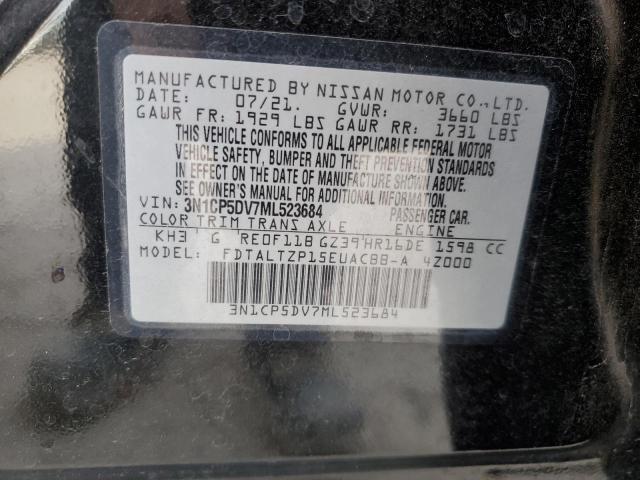 MANUFACTURED BY NISSAN MOTOR CO., LTD.
DATE: 07/21. GVWR: 3660 LBS
GAWR FR: 1929 LBS GAWR RR: 1731 LBS
THIS VEHICLE CONFORMS TO ALL APPLICABLE FEDERAL MOTOR
VEHICLE SAFETY, BUMPER AND THEFT PREVENTION STANDARDS
IN EFFECT ON THE DATE OF MANUFACTURE SHOWN ABOVE.
SEE OWNER'S MANUAL FOR ADDITIONAL INFORMATION.
VIN: 3N1CP5DV7ML523684 PASSENGER CAR.
COLOR TRIM TRANS AXLE ENGINE
KH3 G RE0F11B GZ39 HR16DE 1598 CC
MODEL: FDTALTZP15EUACBB-A 4Z000
3N1CP5DV7ML523684